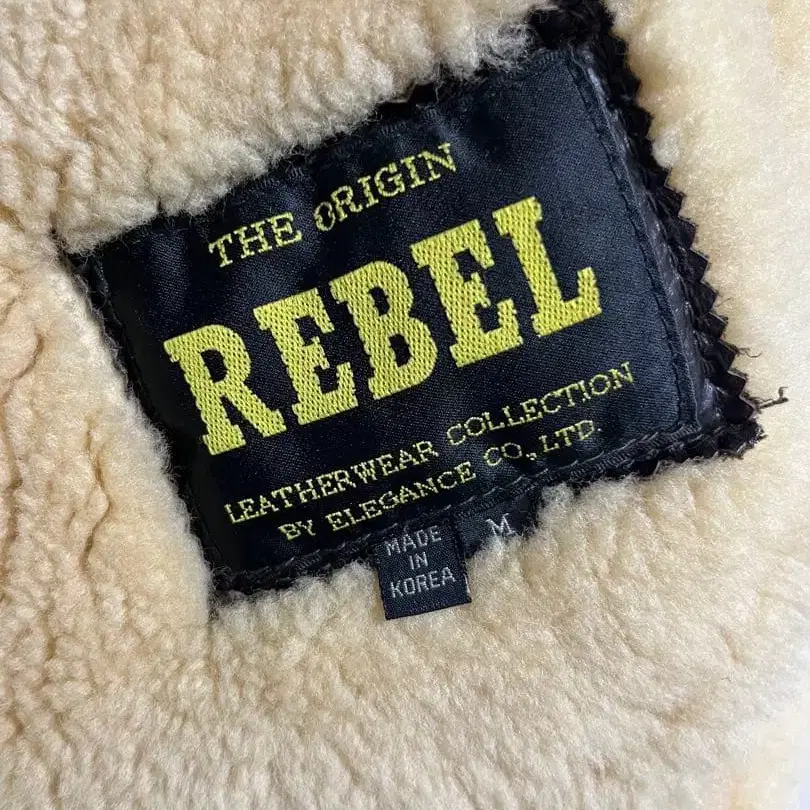 THE ORIGIN
REBEL
LEATHERWEAR COLLECTION
BY ELEGANCE CO., LTD.
M
MADE
IN
KOREA